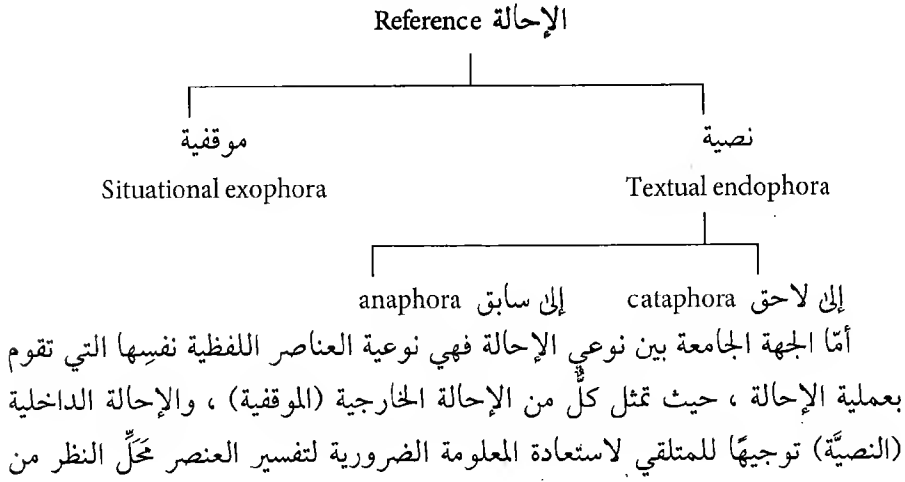 الإحالة Reference
نصية موقفية
Textual endophora Situational exophora
إلى لاحق cataphora إلى سابق anaphora
أمّا الجهة الجامعة بين نوعي الإحالة فهي نوعية العناصر اللفظية نفسِها التي تقوم
بعملية الإحالة ، حيث تمثل كلٌّ من الإحالة الخارجية (الموقفية) ، والإحالة الداخلية
(النصيَّة) توجيهًا للمتلقي لاستعادة المعلومة الضرورية لتفسير العنصر مَحَلِّ النظر من